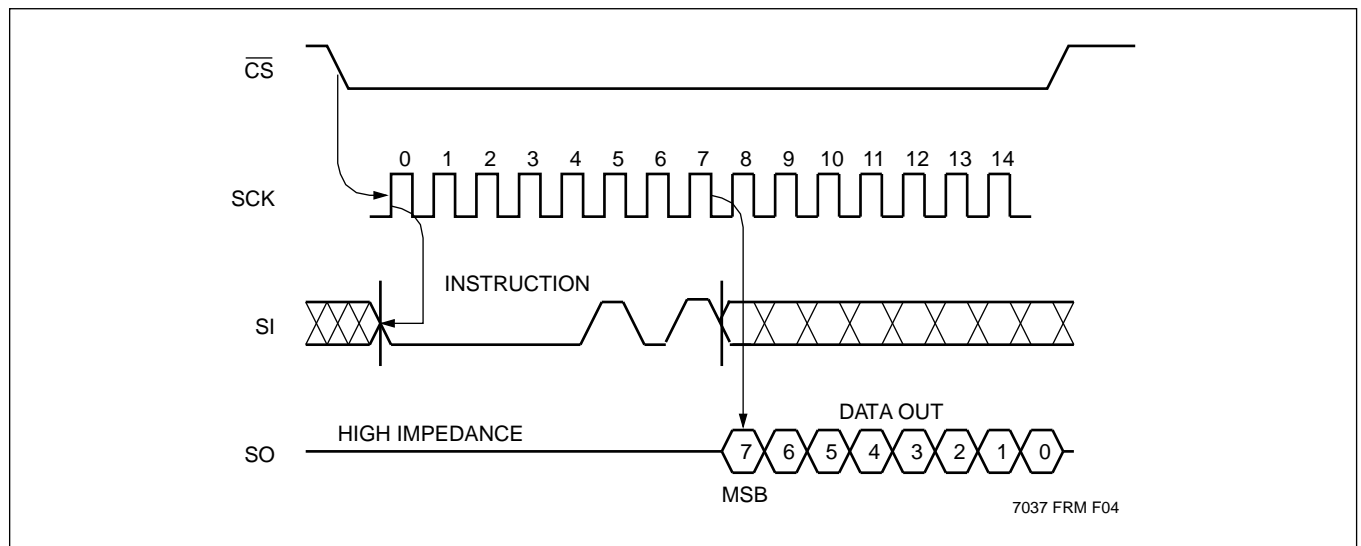 CS
0 1 2 3 4 5 6 7 8 9 10 11 12 13 14
SCK
INSTRUCTION
SI
DATA OUT
HIGH IMPEDANCE
SO
7 6 5 4 3 2 1 0
MSB
7037 FRM F04